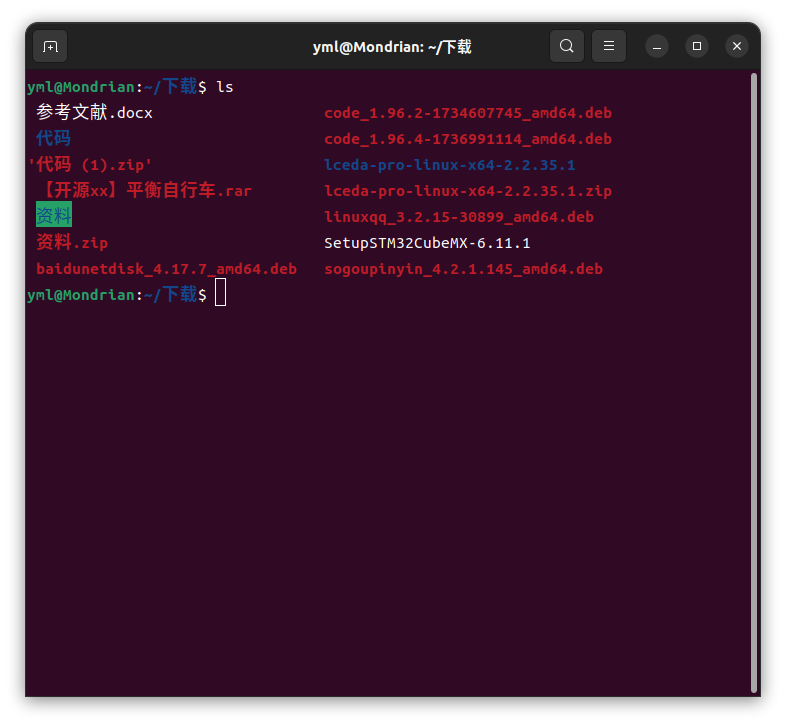 yml@Mondrian: ~/下载
yml@Mondrian:~/下载$ ls
参考文献.docx code_1.96.2-1734607745_amd64.deb
代码 code_1.96.4-1736991114_amd64.deb
'代码 (1).zip' lceda-pro-linux-x64-2.2.35.1
【开源xx】平衡自行车.rar lceda-pro-linux-x64-2.2.35.1.zip
资料 linuxqq_3.2.15-30899_amd64.deb
资料.zip SetupSTM32CubeMX-6.11.1
baidunetdisk_4.17.7_amd64.deb sogoupinyin_4.2.1.145_amd64.deb
yml@Mondrian:~/下载$